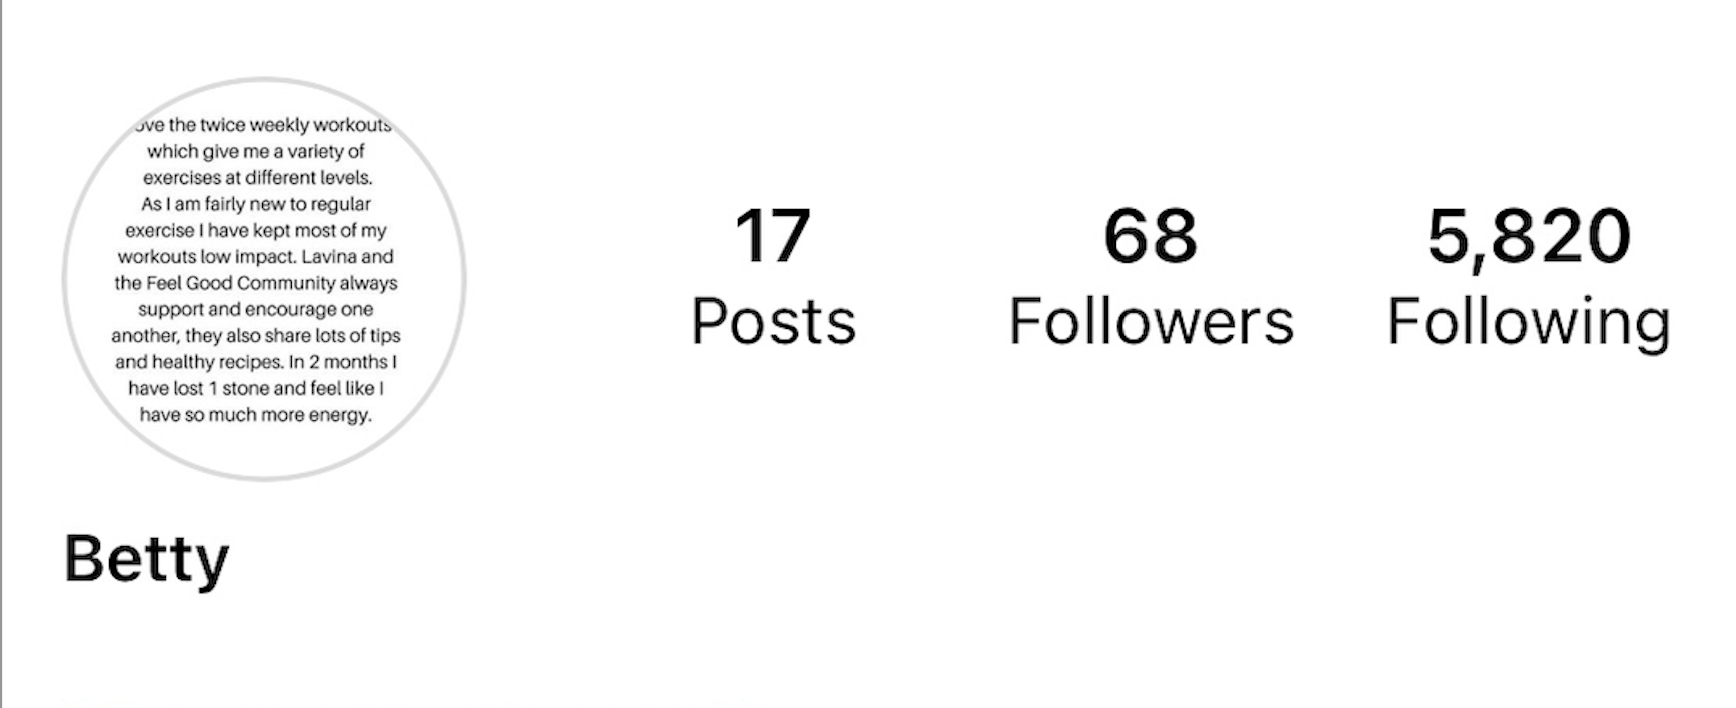 the twice weekly workouts
which give me a variety of
exercises at different levels.
As I am fairly new to regular
exercise I have kept most of my
workouts low impact. Lavina and
the Feel Good Community always
support and encourage one
another, they also share lots of tips
and healthy recipes. In 2 months I
have lost 1 stone and feel like I
have so much more energy.
17 68 5,820
Posts Followers Following
Betty